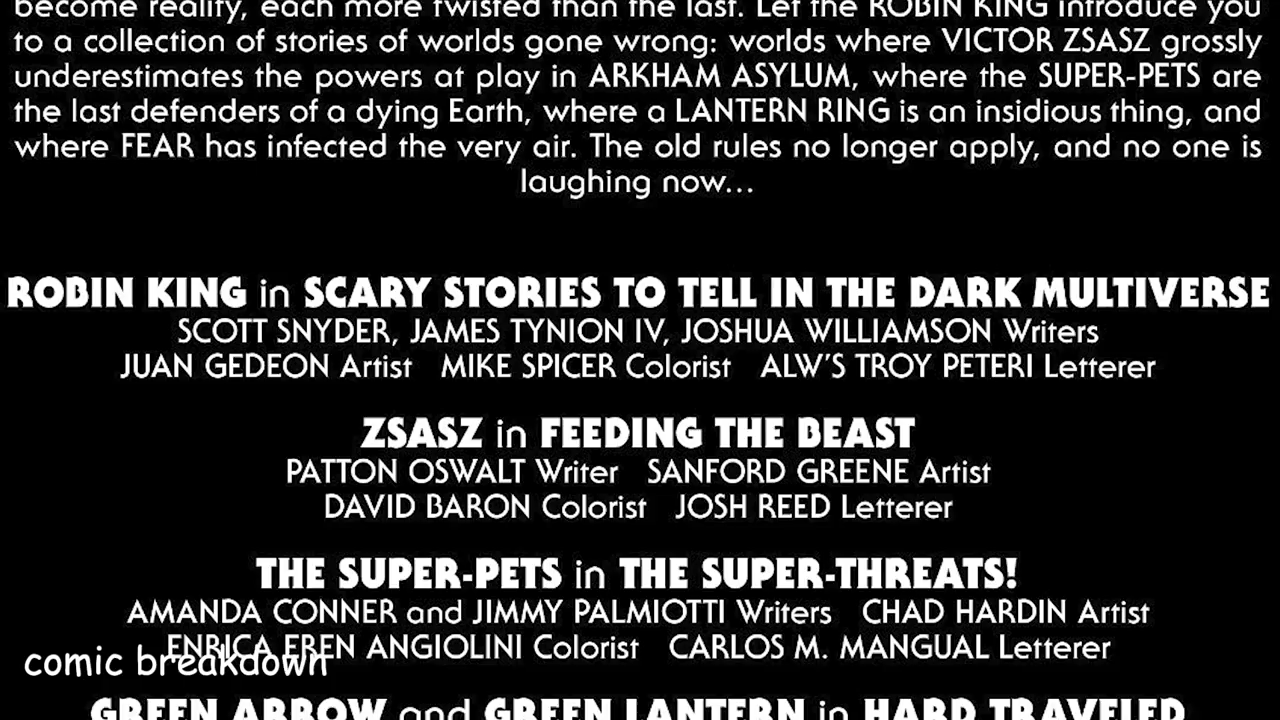 become reality, each more twisted than the last. Let the ROBIN KING introduce you
to a collection of stories of worlds gone wrong: worlds where VICTOR ZSASZ grossly
underestimates the powers at play in ARKHAM ASYLUM, where the SUPER-PETS are
the last defenders of a dying Earth, where a LANTERN RING is an insidious thing, and
where FEAR has infected the very air. The old rules no longer apply, and no one is
laughing now...
ROBIN KING in SCARY STORIES TO TELL IN THE DARK MULTIVERSE
SCOTT SNYDER, JAMES TYNION IV, JOSHUA WILLIAMSON Writers
JUAN GEDEON Artist MIKE SPICER Colorist ALW'S TROY PETERI Letterer
ZSASZ in FEEDING THE BEAST
PATTON OSWALT Writer SANFORD GREENE Artist
DAVID BARON Colorist JOSH REED Letterer
THE SUPER-PETS in THE SUPER-THREATS!
AMANDA CONNER and JIMMY PALMIOTTI Writers CHAD HARDIN Artist
ENRICA EREN ANGIOLINI Colorist CARLOS M. MANGUAL Letterer
comic breakdown
GREEN ARROW and GREEN LANTERN in HARD TRAVELED